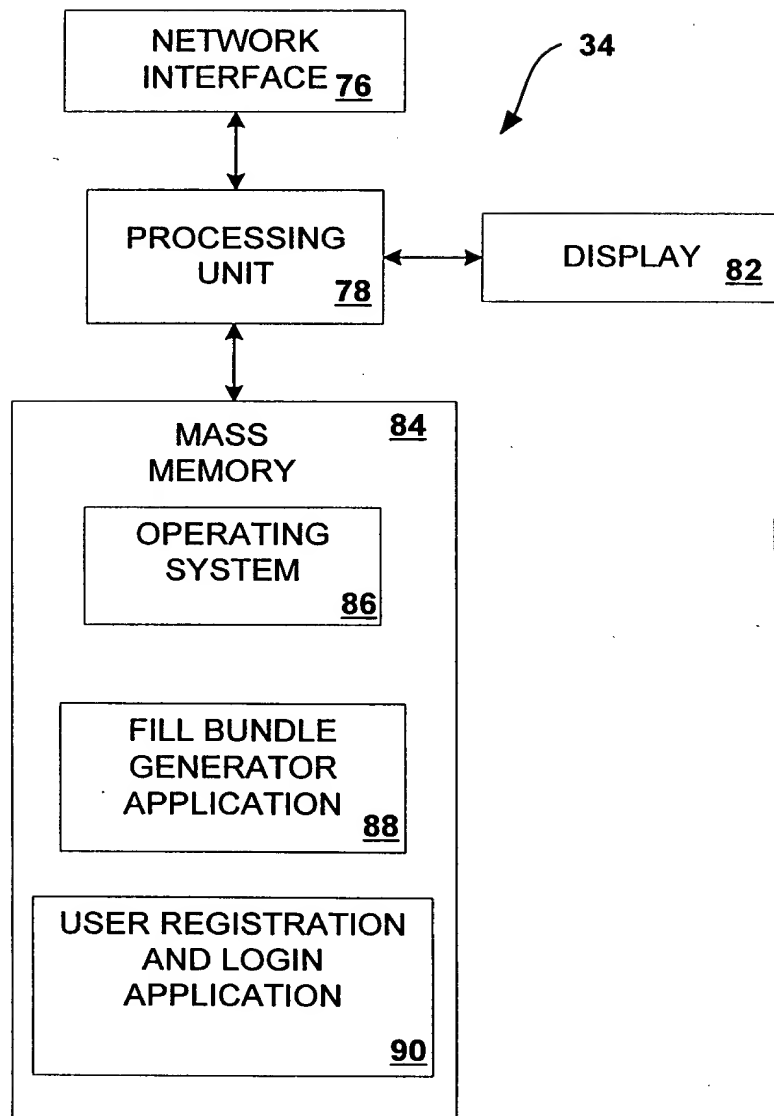 NETWORK
INTERFACE 76
34
PROCESSING
UNIT
78
DISPLAY
82
84
MASS
MEMORY
OPERATING
SYSTEM
86
FILL BUNDLE
GENERATOR
APPLICATION
88
USER REGISTRATION
AND LOGIN
APPLICATION
90